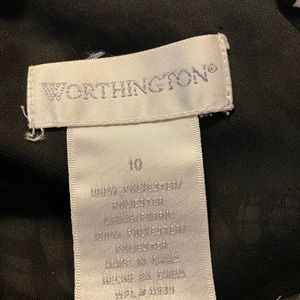 WORTHINGTON®
10
100% POLYESTER/
POLYESTER
100% POLYESTER/
POLYESTER
MADE IN CHINA
HECHO EN CHINA